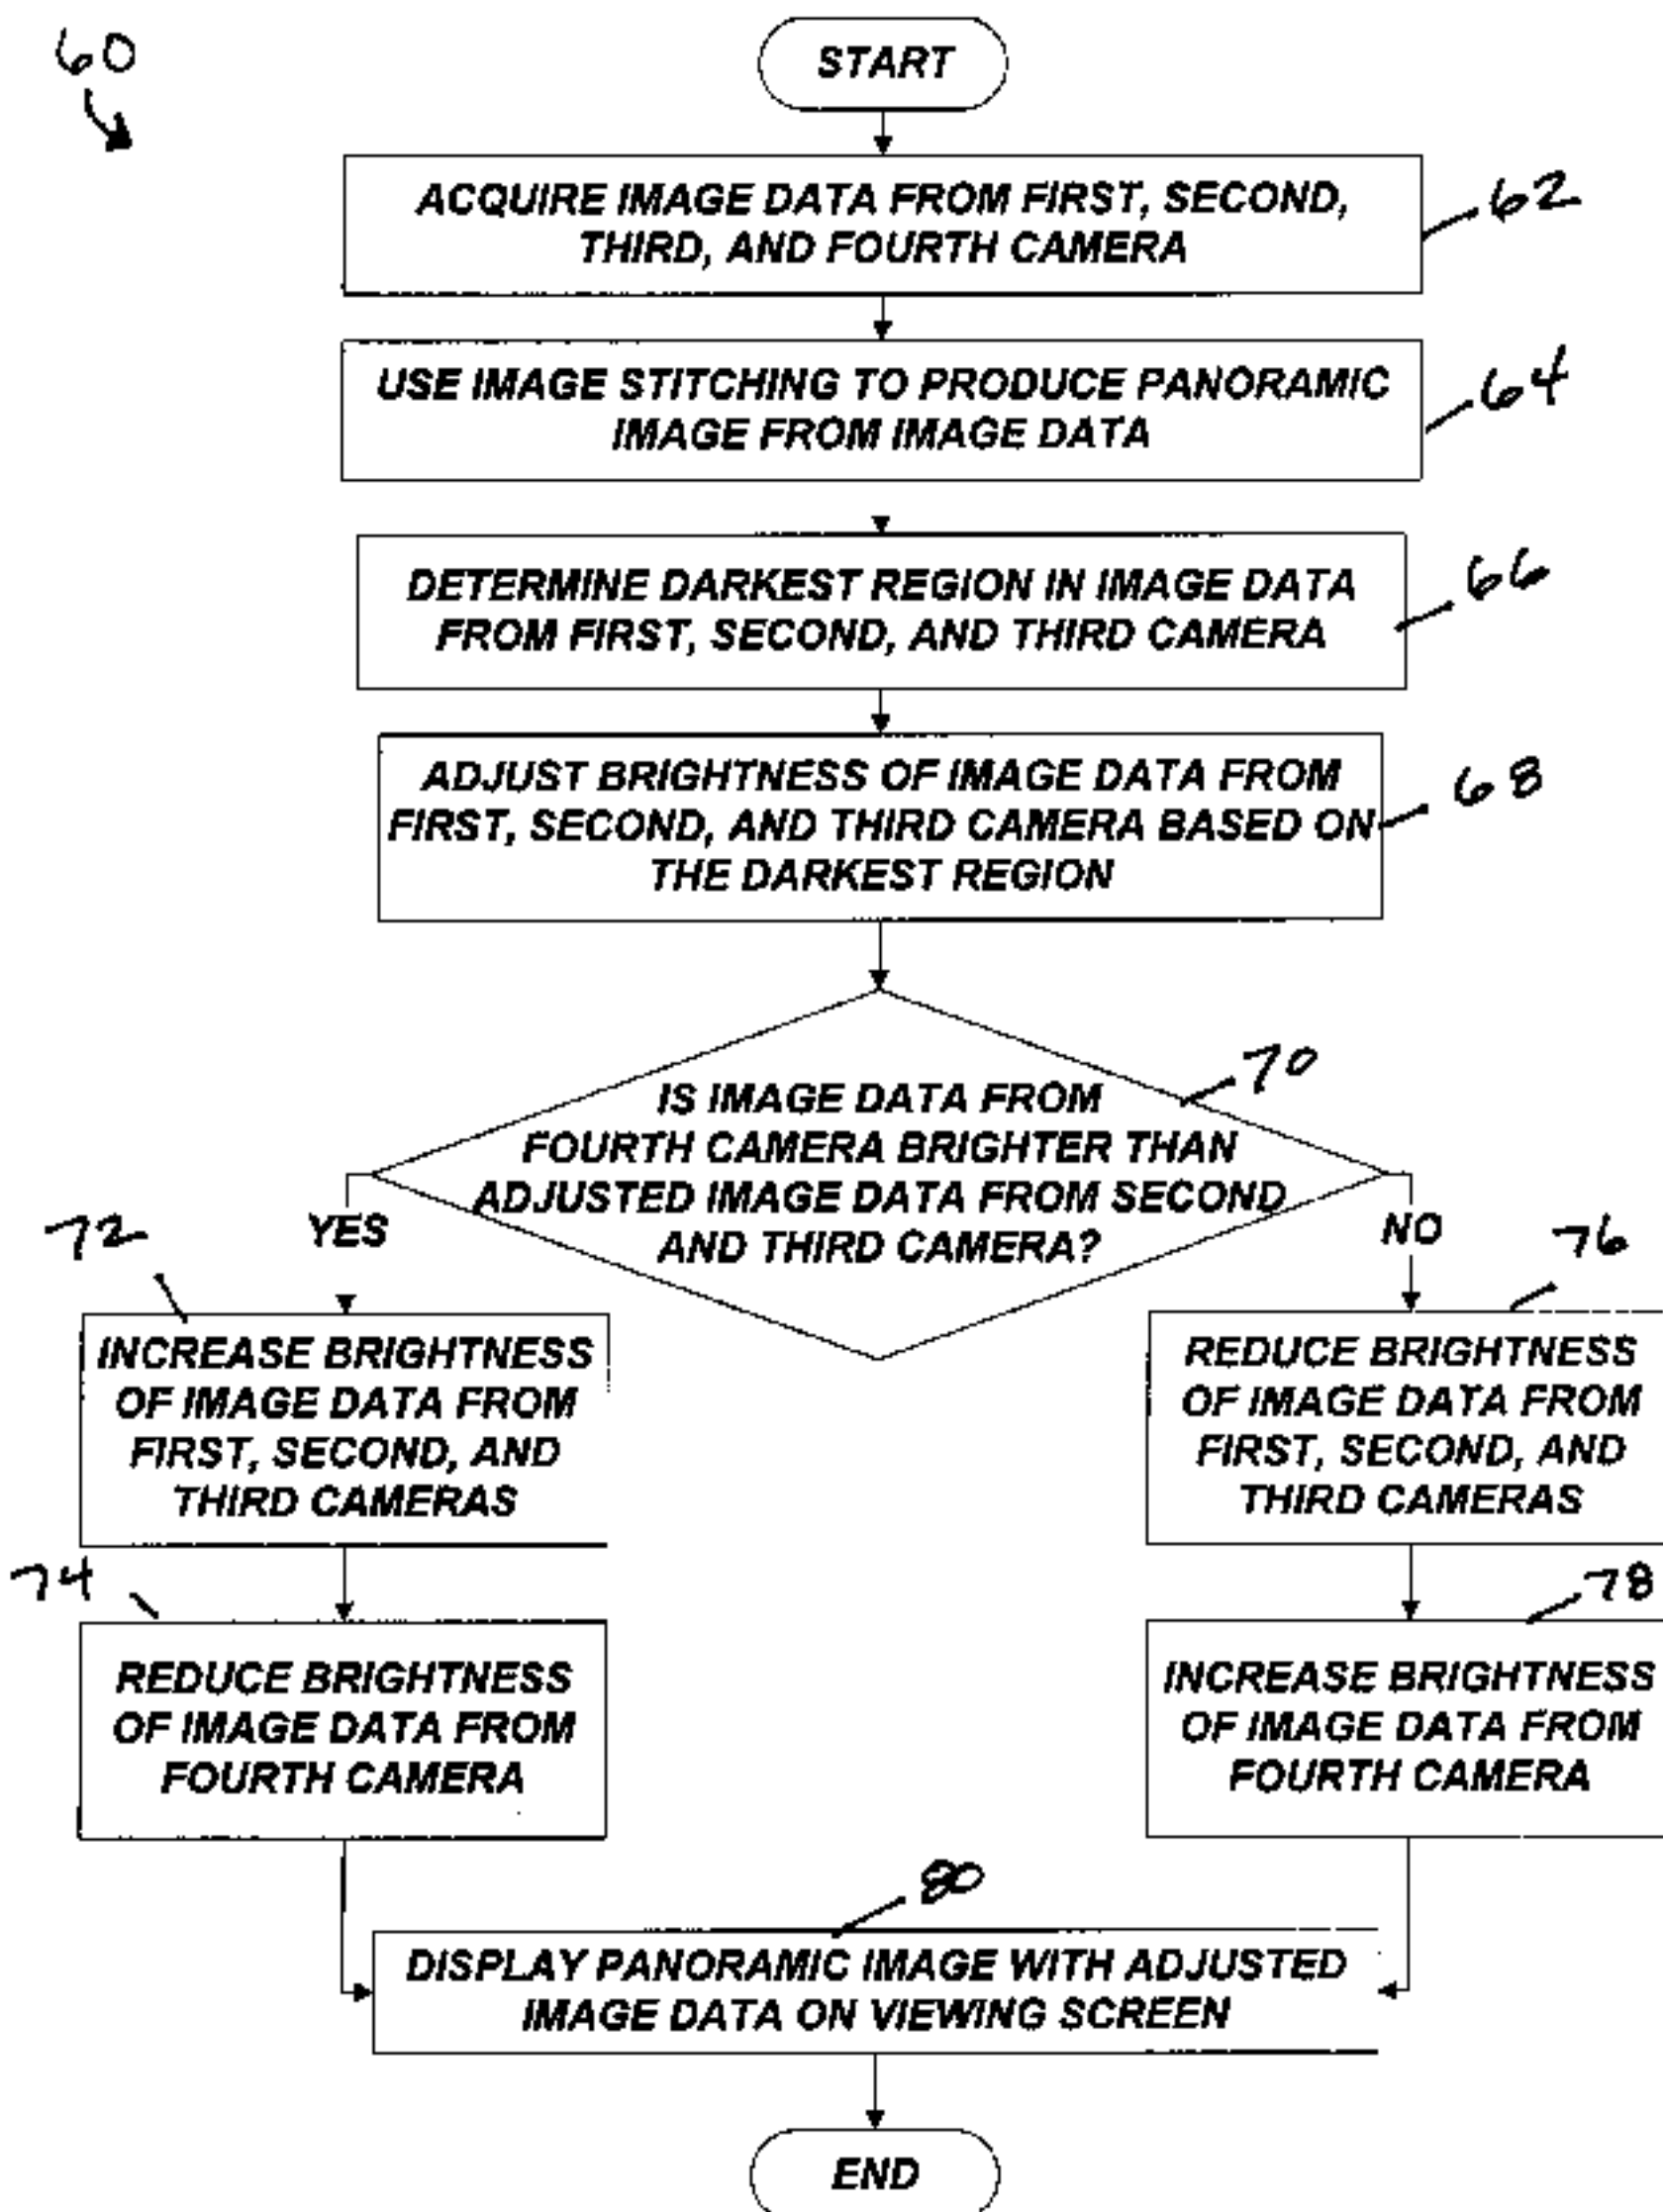 60
START
ACQUIRE IMAGE DATA FROM FIRST, SECOND,
THIRD, AND FOURTH CAMERA
62
USE IMAGE STITCHING TO PRODUCE PANORAMIC
IMAGE FROM IMAGE DATA
64
DETERMINE DARKEST REGION IN IMAGE DATA
FROM FIRST, SECOND, AND THIRD CAMERA
66
ADJUST BRIGHTNESS OF IMAGE DATA FROM
FIRST, SECOND, AND THIRD CAMERA BASED ON
THE DARKEST REGION
68
IS IMAGE DATA FROM
FOURTH CAMERA BRIGHTER THAN
ADJUSTED IMAGE DATA FROM SECOND
AND THIRD CAMERA?
70
YES
NO
72
INCREASE BRIGHTNESS
OF IMAGE DATA FROM
FIRST, SECOND, AND
THIRD CAMERAS
76
REDUCE BRIGHTNESS
OF IMAGE DATA FROM
FIRST, SECOND, AND
THIRD CAMERAS
74
REDUCE BRIGHTNESS
OF IMAGE DATA FROM
FOURTH CAMERA
78
INCREASE BRIGHTNESS
OF IMAGE DATA FROM
FOURTH CAMERA
80
DISPLAY PANORAMIC IMAGE WITH ADJUSTED
IMAGE DATA ON VIEWING SCREEN
END